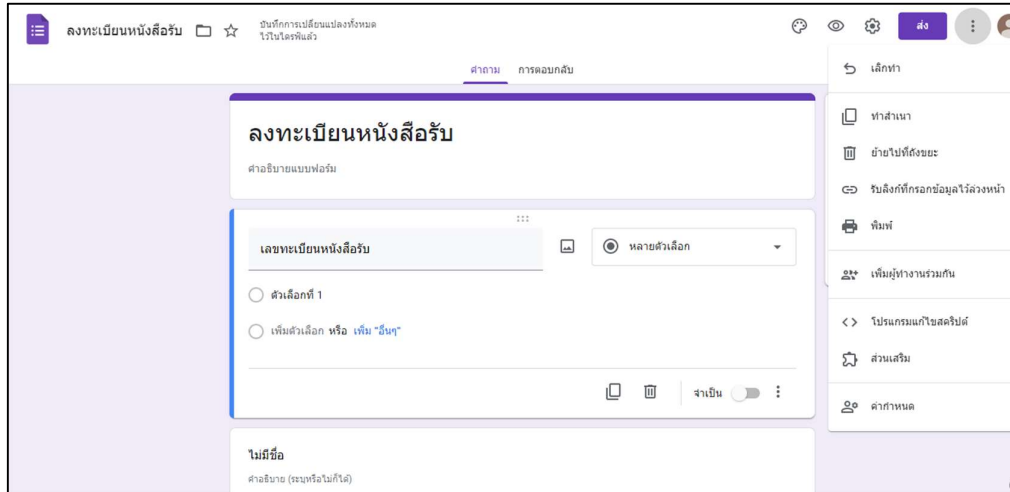 ลงทะเบียนหนังสือรับ
บันทึกการเปลี่ยนแปลงทั้งหมด
ไว้ในไดรฟ์แล้ว
ส่ง
คำถาม การตอบกลับ
ลงทะเบียนหนังสือรับ
คำอธิบายแบบฟอร์ม
เลขทะเบียนหนังสือรับ
หลายตัวเลือก
ตัวเลือกที่ 1
เพิ่มตัวเลือก หรือ เพิ่ม "อื่นๆ"
จำเป็น
ไม่มีชื่อ
คำอธิบาย (ระบุหรือไม่ก็ได้)
เลิกทำ
ทำสำเนา
ย้ายไปที่ถังขยะ
รับลิงก์ที่กรอกข้อมูลไว้ล่วงหน้า
พิมพ์
เพิ่มผู้ทำงานร่วมกัน
โปรแกรมแก้ไขสคริปต์
ส่วนเสริม
ค่ากำหนด